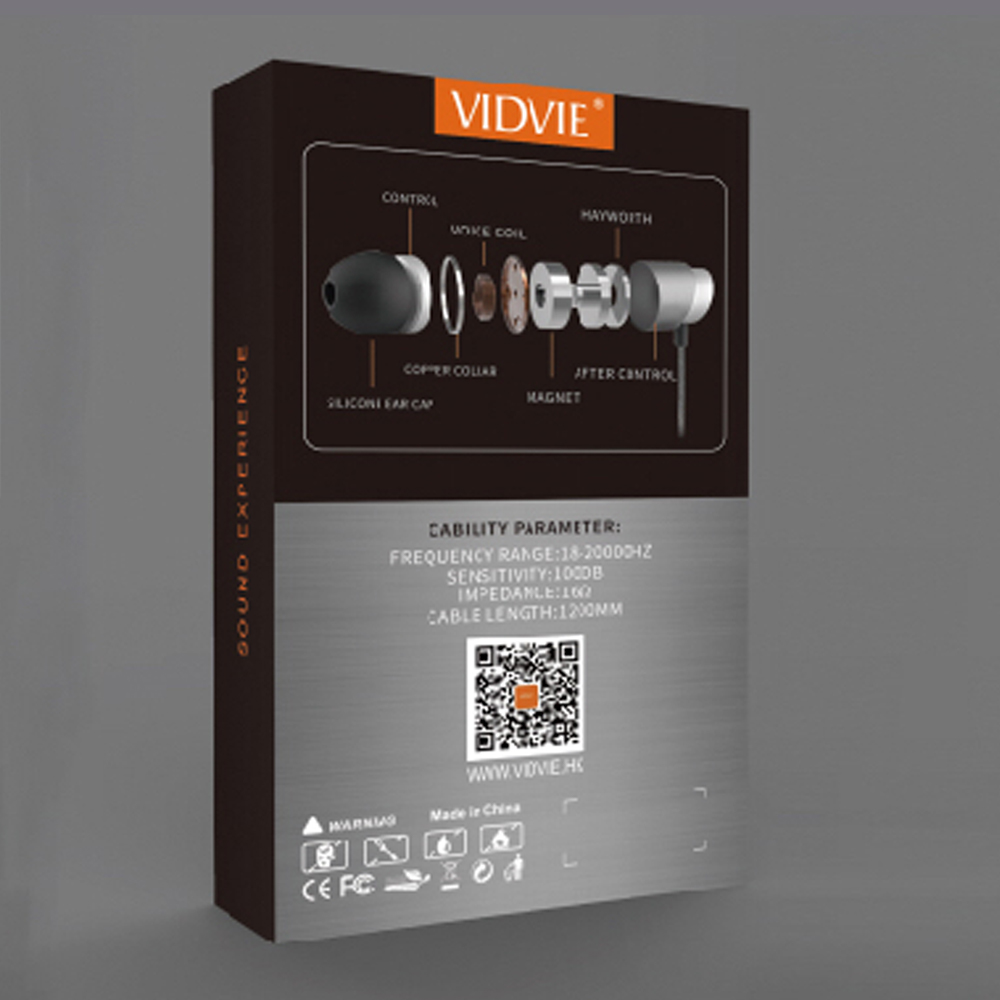 VIDVIE®
CONTROL
VOICE COIL
HAYWORTH
COPPER COLLAR
AFTER CONTROL
SILICONE EAR CAP
MAGNET
SOUND EXPERIENCE
CABILITY PARAMETER:
FREQUENCY RANGE:18-20000HZ
SENSITIVITY:100DB
IMPEDANCE:16Ω
CABLE LENGTH:1200MM
WWW.VIDVIE.HK
WARNING
Made in China
CE FC